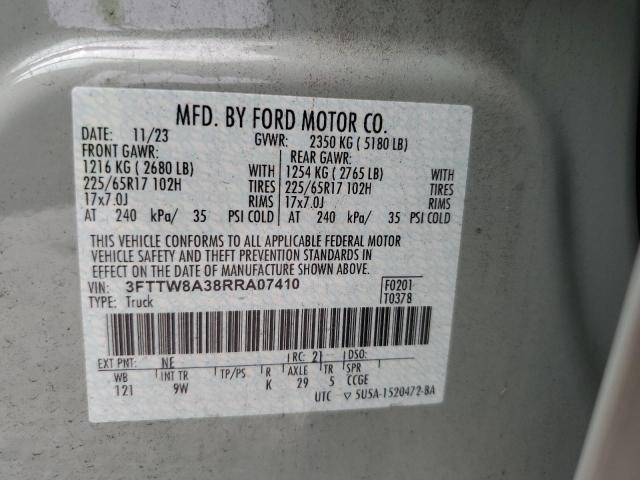 MFD. BY FORD MOTOR CO.
DATE: 11/23 GVWR: 2350 KG ( 5180 LB)
FRONT GAWR: REAR GAWR:
1216 KG ( 2680 LB) WITH 1254 KG ( 2765 LB) WITH
225/65R17 102H TIRES 225/65R17 102H TIRES
17x7.0J RIMS 17x7.0J RIMS
AT 240 kPa/ 35 PSI COLD AT 240 kPa/ 35 PSI COLD
THIS VEHICLE CONFORMS TO ALL APPLICABLE FEDERAL MOTOR
VEHICLE SAFETY AND THEFT PREVENTION STANDARDS IN
EFFECT ON THE DATE OF MANUFACTURE SHOWN ABOVE.
VIN: 3FTTW8A38RRA07410 F0201
TYPE: Truck T0378
EXT PNT: NE RC: 21 DSO:
WB INT TR TP/PS R AXLE TR SPR
121 9W K 29 5 CCGE
UTC ▽ 5U5A-1520472-BA